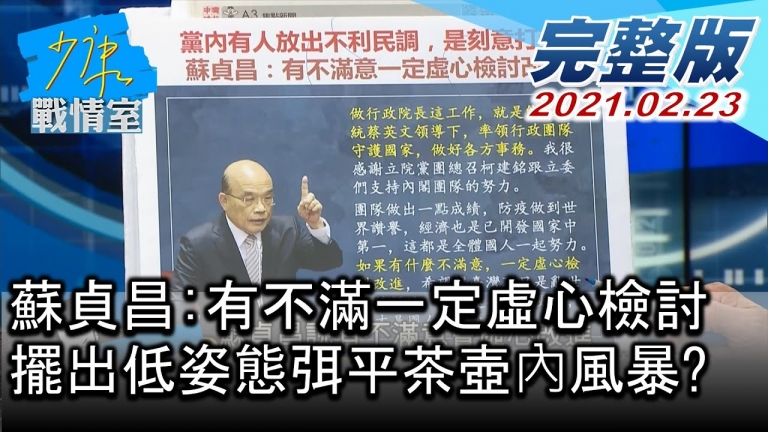 A3 焦點新聞
黨內有人放出不利民調，是刻意打
蘇貞昌：有不滿意一定虛心檢討改
少康
戰情室
完整版
2021.02.23
做行政院長這工作，就是
統蔡英文領導下，率領行政團隊
守護國家，做好各方事務。我很
感謝立院黨團總召柯建銘跟立委
們支持內閣團隊的努力。
團隊做出一點成績，防疫做到世
界讚譽，經濟也是已開發國家中
第一，這都是全體國人一起努力。
如果有什麼不滿意，一定虛心檢
改進，
蘇貞昌:有不滿一定虛心檢討
擺出低姿態弭平茶壺內風暴?